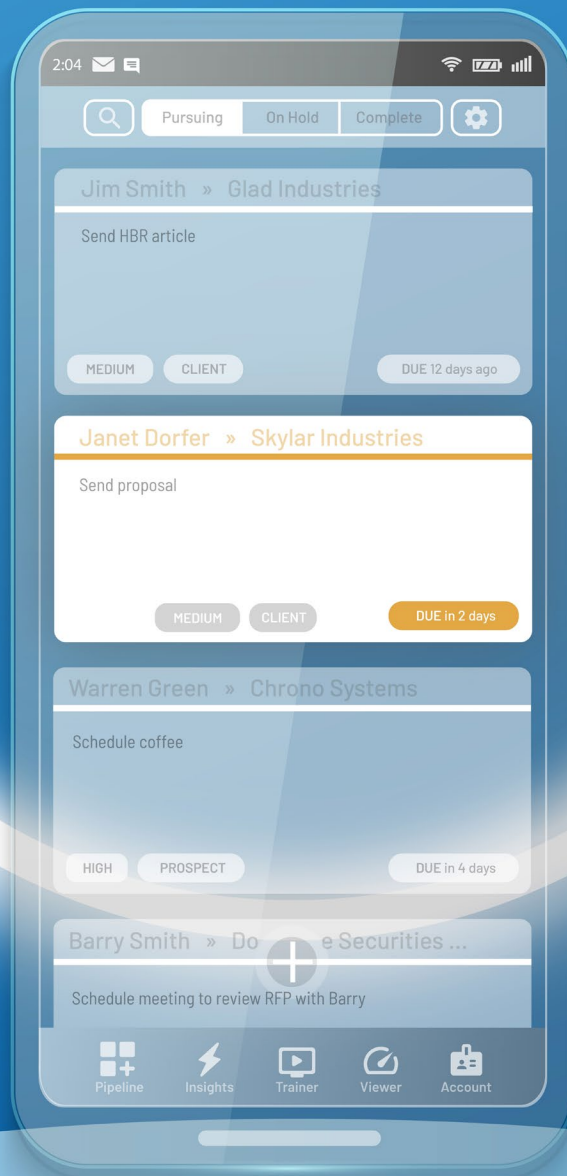 2:04
Pursuing On Hold Complete
Jim Smith » Glad Industries
Send HBR article
MEDIUM CLIENT DUE 12 days ago
Janet Dorfer » Skylar Industries
Send proposal
MEDIUM CLIENT DUE in 2 days
Warren Green » Chrono Systems
Schedule coffee
HIGH PROSPECT DUE in 4 days
Barry Smith » Do e Securities ...
Schedule meeting to review RFP with Barry
Pipeline Insights Trainer Viewer Account